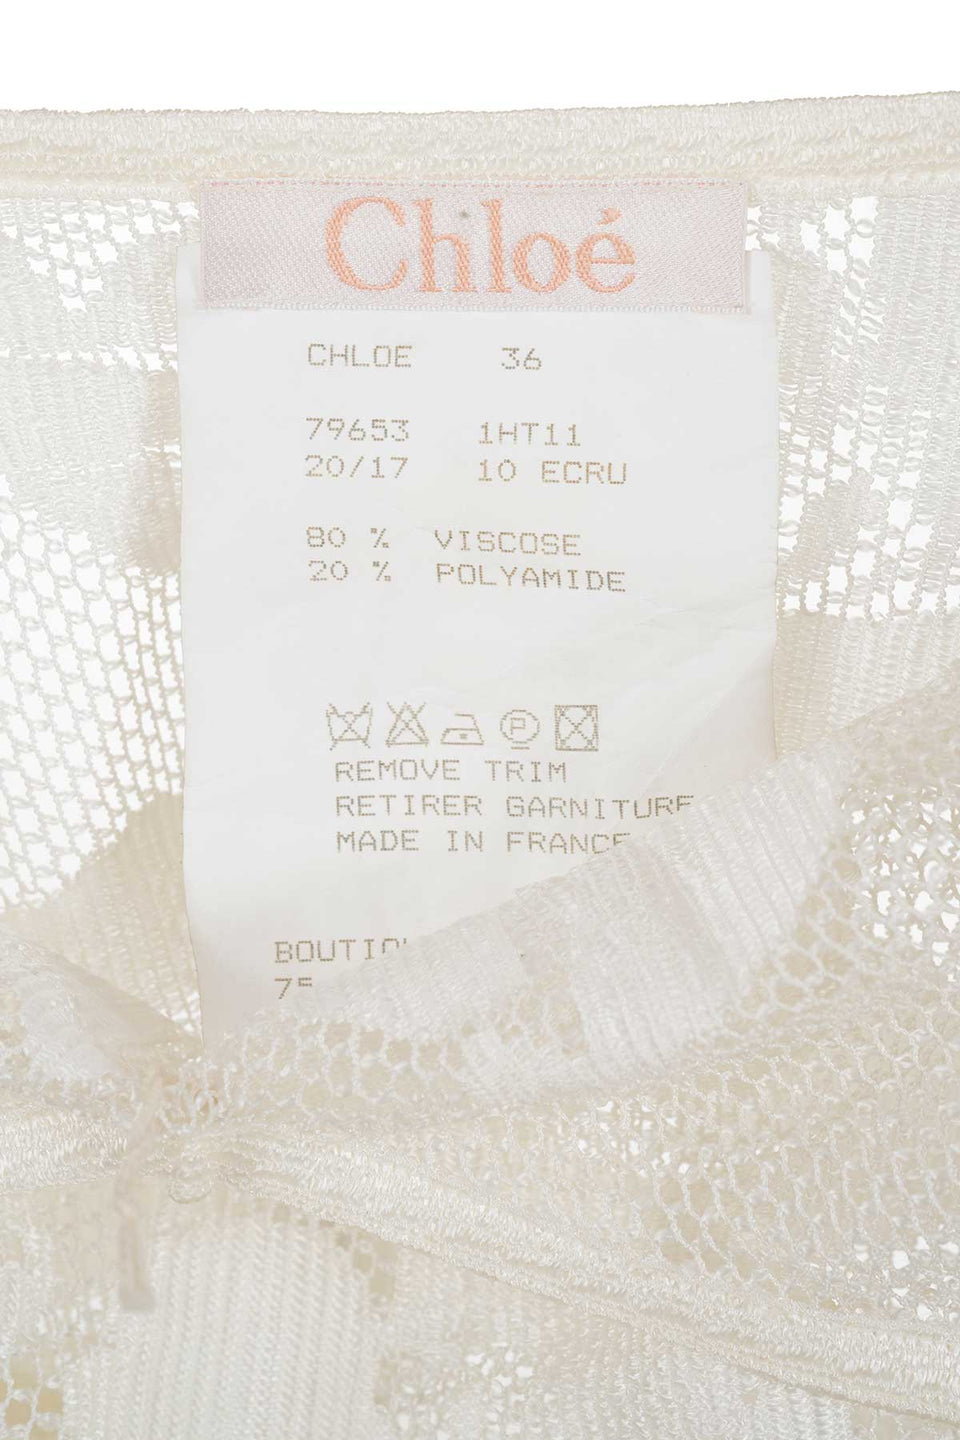 Chloé
CHLOE 36
79653 1HT11
20/17 10 ECRU
80 % VISCOSE
20 % POLYAMIDE
P
REMOVE TRIM
RETIRER GARNITURE
MADE IN FRANCE
75